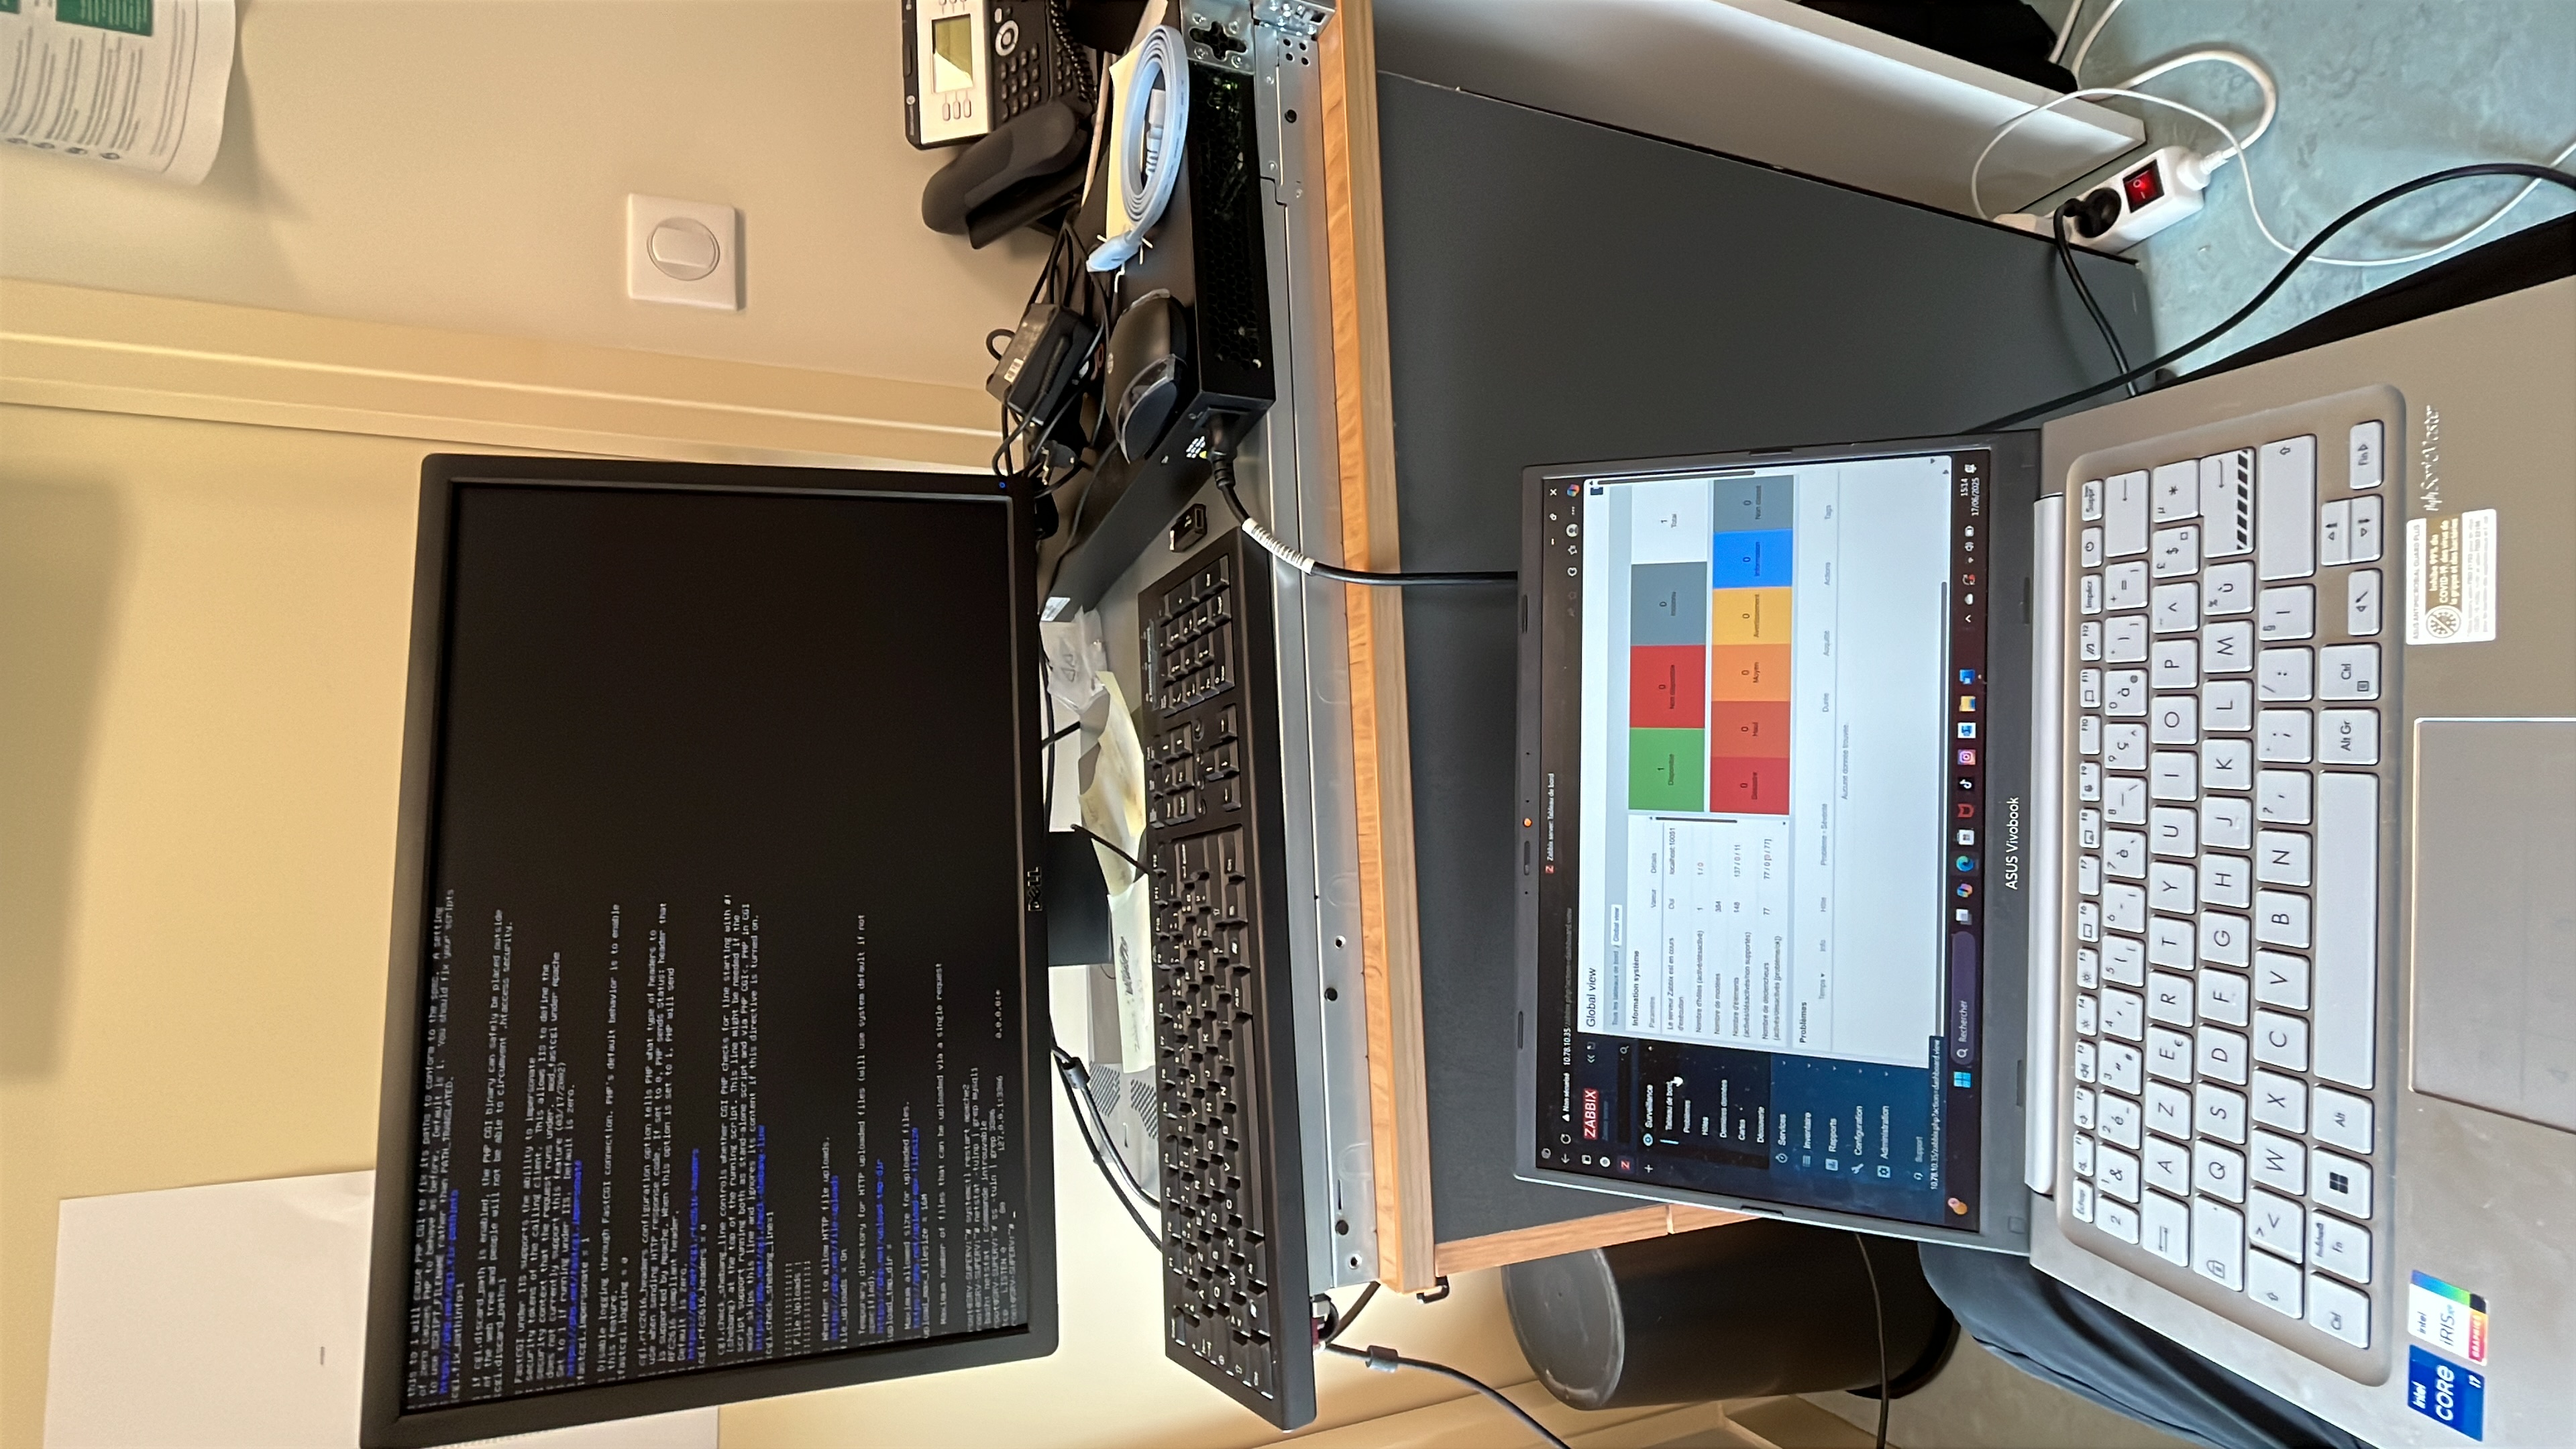 this to 1 will cause PHP CGI to fix its paths to conform to the spec. A setting
of zero causes PHP to behave as before. Default is 1. You should fix your scripts
to use SCRIPT_FILENAME rather than PATH_TRANSLATED.
https://php.net/cgi.fix-pathinfo
cgi.fix_pathinfo=1
if cgi.discard_path is enabled, the PHP CGI binary can safely be placed outside
of the web tree and people will not be able to circumvent .htaccess security.
cgi.discard_path=1
FastCGI under IIS supports the ability to impersonate
security tokens of the calling client. This allows IIS to define the
security context that the request runs under. mod_fastcgi under Apache
does not currently support this feature (03/17/2002)
Set to 1 if running under IIS. Default is zero.
https://php.net/fastcgi.impersonate
;fastcgi.impersonate = 1
Disable logging through FastCGI connection. PHP's default behavior is to enable
this feature.
;fastcgi.logging = 0
cgi.rfc2616_headers configuration option tells PHP what type of headers to
use when sending HTTP response code. If set to 0, PHP sends Status: header that
is supported by Apache. When this option is set to 1, PHP will send
RFC2616 compliant header.
Default is zero.
https://php.net/cgi.rfc2616-headers
;cgi.rfc2616_headers = 0
cgi.check_shebang_line controls whether CGI PHP checks for line starting with #!
(shebang) at the top of the running script. This line might be needed if the
script support running both as stand-alone script and via PHP CGI<. PHP in CGI
mode skips this line and ignores its content if this directive is turned on.
https://php.net/cgi.check-shebang-line
;cgi.check_shebang_line=1
;;;;;;;;;;;;;;;;
; File Uploads ;
;;;;;;;;;;;;;;;;
Whether to allow HTTP file uploads.
https://php.net/file-uploads
file_uploads = On
Temporary directory for HTTP uploaded files (will use system default if not
specified).
https://php.net/upload-tmp-dir
;upload_tmp_dir =
Maximum allowed size for uploaded files.
https://php.net/upload-max-filesize
upload_max_filesize = 16M
Maximum number of files that can be uploaded via a single request
root@SRV-SUPERV:~# systemctl restart apache2
root@SRV-SUPERV:~# netstat -tulnp | grep mysql
bash: netstat : commande introuvable
root@SRV-SUPERV:~# ss -tuln | grep 3306
tcp LISTEN 0 80 127.0.0.1:3306 0.0.0.0:*
root@SRV-SUPERV:~# _
DELL
Zabbix server: Tableau de bord
Non sécurisé 10.78.10.35/zabbix.php?action=dashboard.view
ZABBIX
Zabbix server
Surveillance
Tableau de bord
Problèmes
Hôtes
Dernières données
Cartes
Découverte
Services
Inventaire
Rapports
Configuration
Administration
Support
10.78.10.35/zabbix.php?action=dashboard.view
Global view
Tous les tableaux de bord / Global view
Information système
Paramètre Valeur Détails
Le serveur Zabbix est en cours d'exécution Oui localhost:10051
Nombre d'hôtes (activé/désactivé) 1 1 / 0
Nombre de modèles 384
Nombre d'éléments (activés/désactivés/non supportés) 148 137 / 0 / 11
Nombre de déclencheurs (activés/désactivés [problème/ok]) 77 77 / 0 [0 / 77]
1 Disponible
0 Non disponible
0 Inconnu
1 Total
0 Désastre
0 Haut
0 Moyen
0 Avertissement
0 Information
0 Non classé
Problèmes
Temps Info Hôte Problème - Sévérité Durée Acquitté Actions Tags
Aucune donnée trouvée.
Rechercher
15:14
17/06/2025
ASUS Vivobook
Échap F1 F2 F3 F4 F5 F6 F7 F8 F9 F10 F11 F12 Suppr
A Z E € R T Y U I O P ^ £ $ µ *
Q S D F G H J K L M % ù
> < W X C V B N ? , . ; / : §
Ctrl Fn Alt Alt Gr Ctrl Fin
intel
CORE
i7
intel
iRIS xe
GRAPHICS
ASUS ANTIMICROBIAL GUARD PLUS
Inhibe 99% du
COVID-19, des virus de
la grippe et des bactéries
SonicMaster